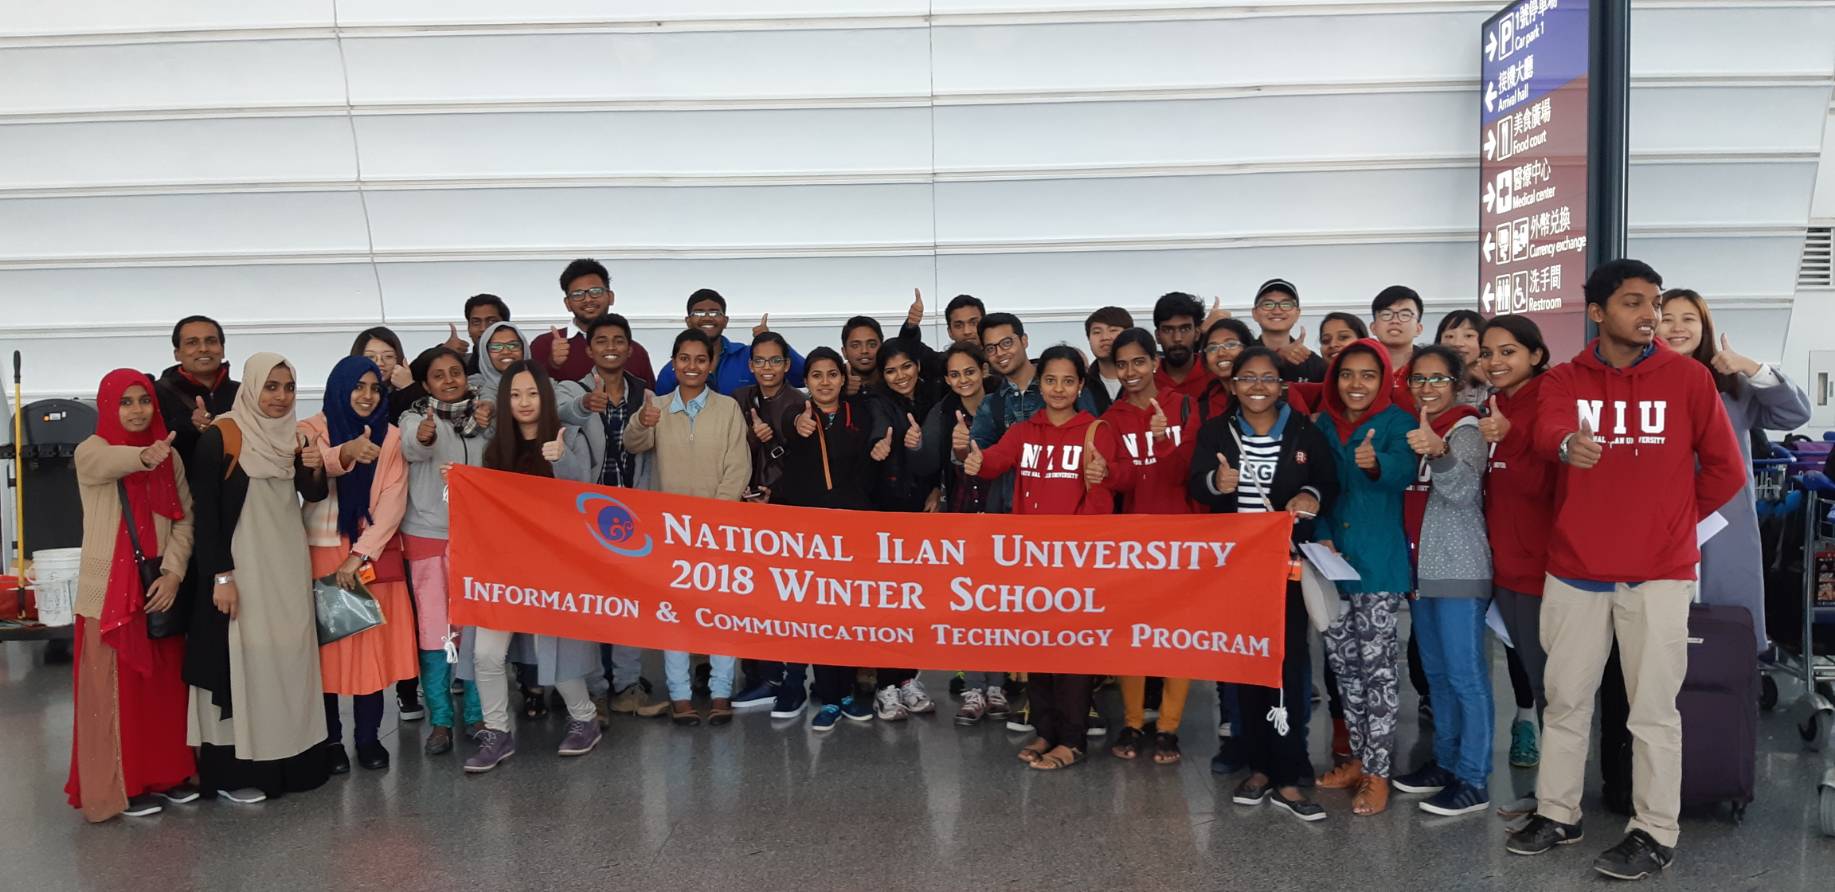 1號停車場
Car park 1
接機大廳
Arrival hall
美食廣場
Food court
醫療中心
Medical center
外幣兌換
Currency exchange
洗手間
Restroom
NATIONAL ILAN UNIVERSITY
2018 WINTER SCHOOL
INFORMATION & COMMUNICATION TECHNOLOGY PROGRAM
NIU
NIU
NIU
UNIVERSITY